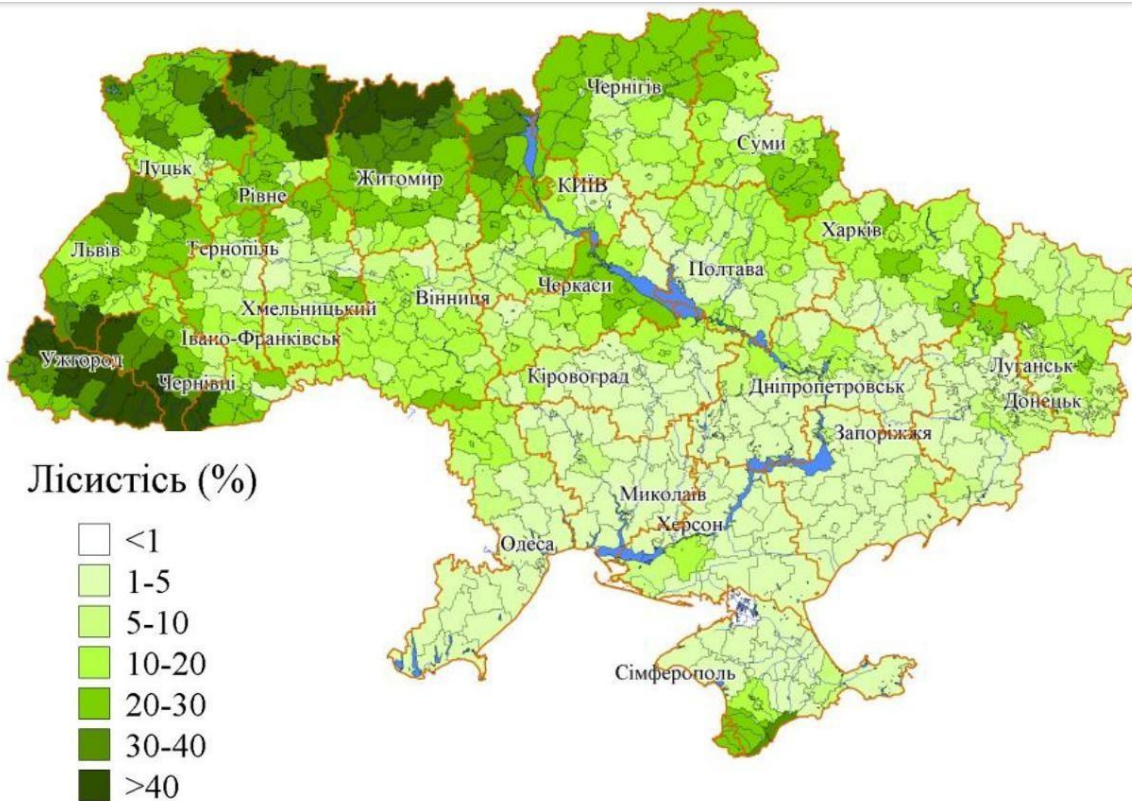 Чернігів
Суми
Луцьк
Рівне
Житомир
КИЇВ
Харків
Львів
Тернопіль
Полтава
Хмельницький
Вінниця
Черкаси
Івано-Франківськ
Ужгород
Чернівці
Кіровоград
Дніпропетровськ
Луганськ
Донецьк
Запоріжжя
Миколаїв
Херсон
Одеса
Сімферополь
Лісистісь (%)
<1
1-5
5-10
10-20
20-30
30-40
>40